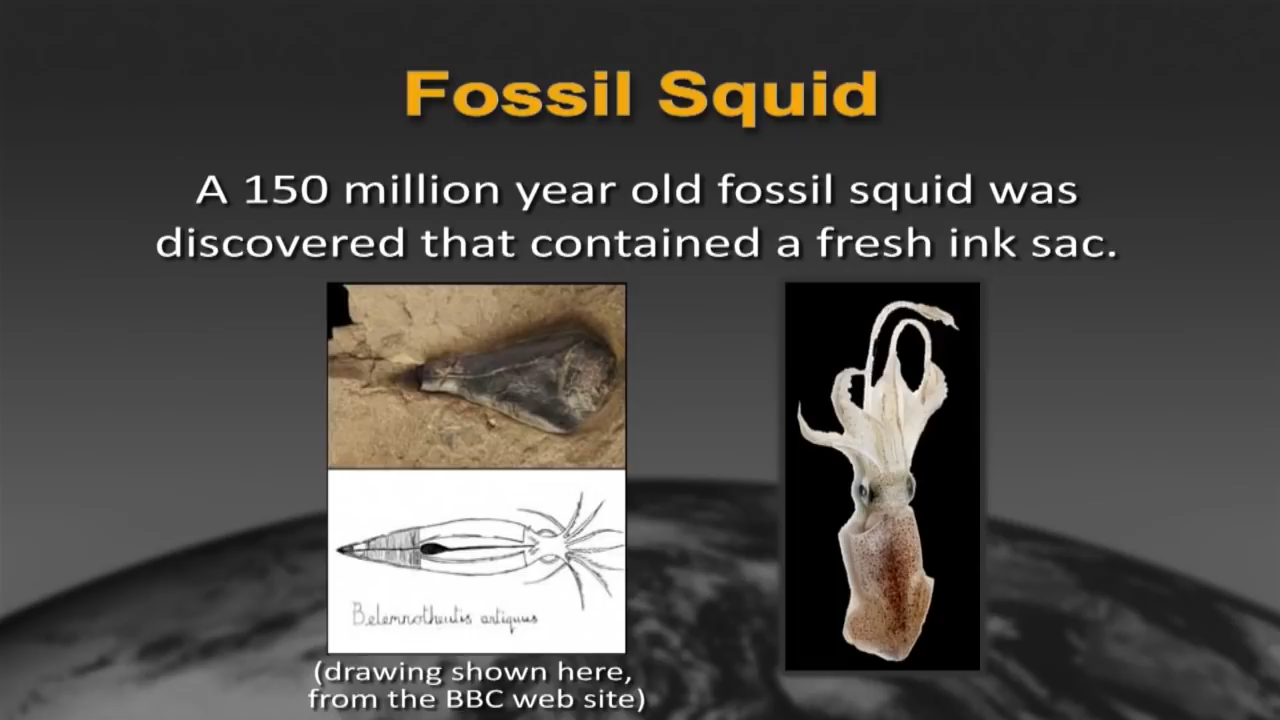 Fossil Squid
A 150 million year old fossil squid was
discovered that contained a fresh ink sac.
Belemnotheutis antiquus
(drawing shown here,
from the BBC web site)